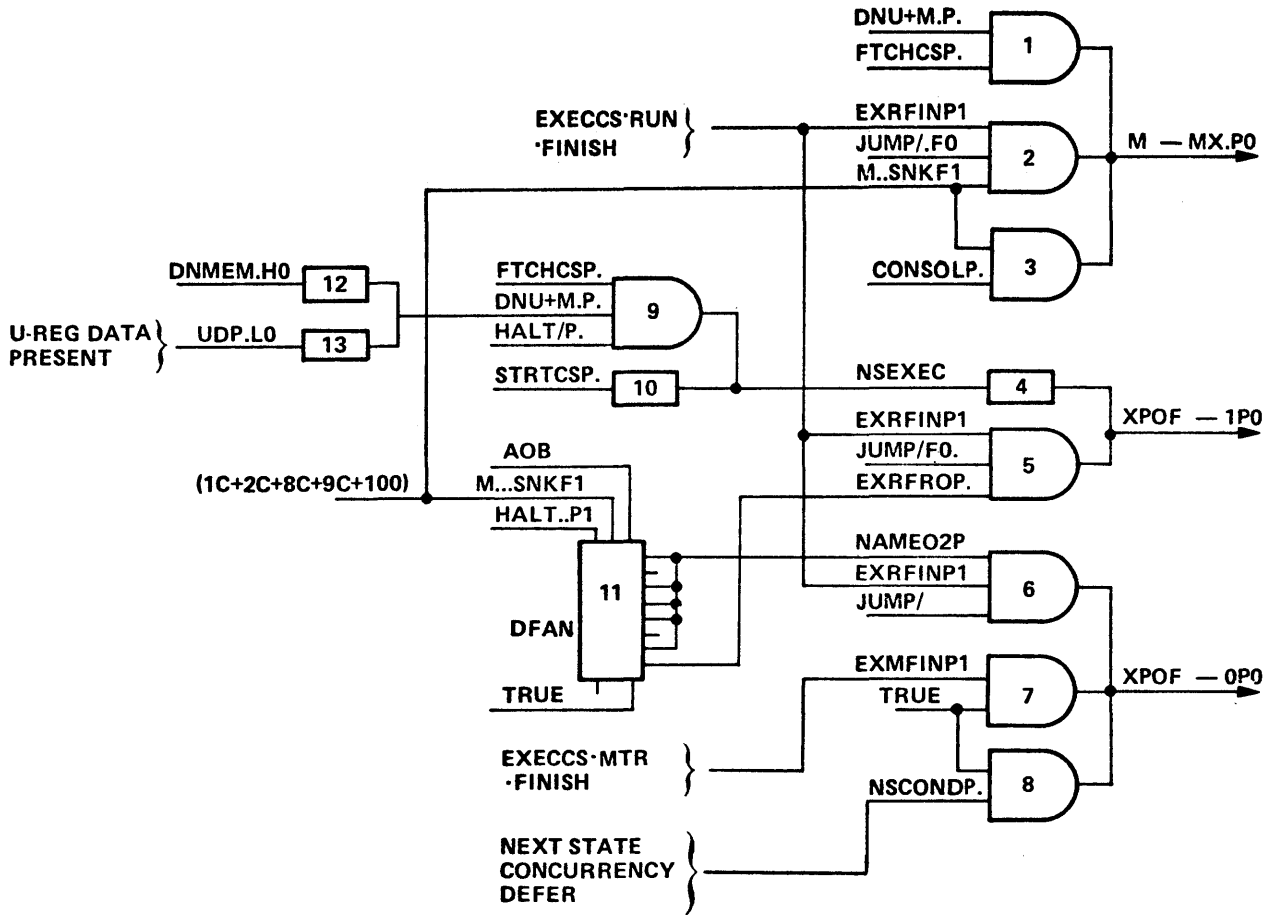 DNU+M.P.
1
FTCHCSP.
EXECCS·RUN
·FINISH
EXRFINP1
JUMP/.F0
M..SNKF1
2
M — MX.P0
CONSOLP.
3
DNMEM.H0
12
U-REG DATA
PRESENT
UDP.L0
13
FTCHCSP.
DNU+M.P.
HALT/P.
9
STRTCSP.
10
NSEXEC
4
XPOF — 1P0
EXRFINP1
JUMP/F0.
EXRFROP.
5
AOB
(1C+2C+8C+9C+100)
M...SNKF1
HALT..P1
11
DFAN
TRUE
NAMEO2P
EXRFINP1
JUMP/
6
EXMFINP1
TRUE
7
XPOF — 0P0
EXECCS·MTR
·FINISH
NSCONDP.
8
NEXT STATE
CONCURRENCY
DEFER